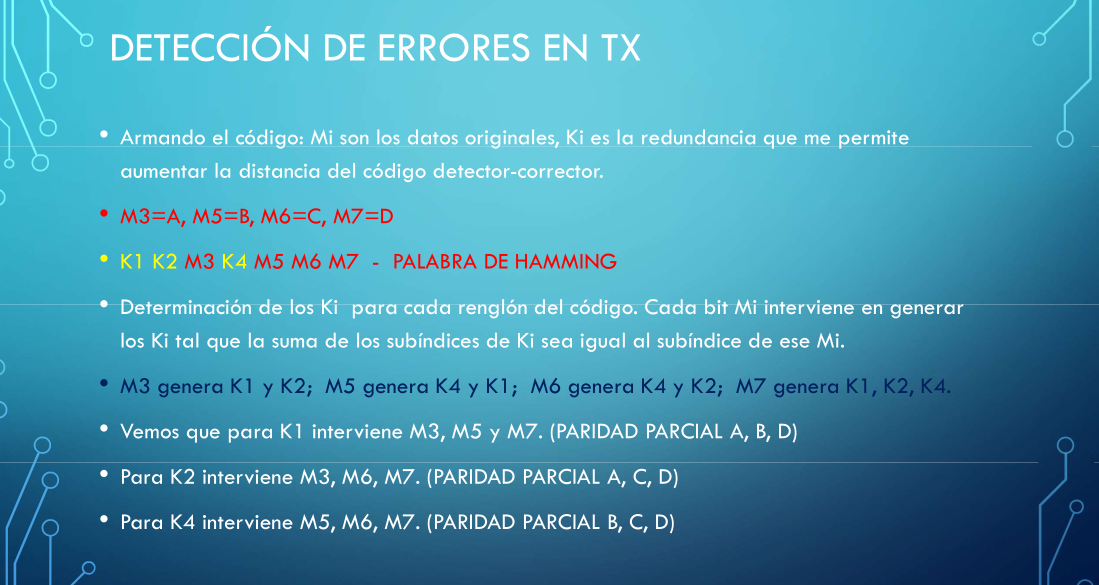 DETECCIÓN DE ERRORES EN TX
• Armando el código: Mi son los datos originales, Ki es la redundancia que me permite
aumentar la distancia del código detector-corrector.
• M3=A, M5=B, M6=C, M7=D
• K1 K2 M3 K4 M5 M6 M7 - PALABRA DE HAMMING
• Determinación de los Ki para cada renglón del código. Cada bit Mi interviene en generar
los Ki tal que la suma de los subíndices de Ki sea igual al subíndice de ese Mi.
• M3 genera K1 y K2; M5 genera K4 y K1; M6 genera K4 y K2; M7 genera K1, K2, K4.
• Vemos que para K1 interviene M3, M5 y M7. (PARIDAD PARCIAL A, B, D)
• Para K2 interviene M3, M6, M7. (PARIDAD PARCIAL A, C, D)
• Para K4 interviene M5, M6, M7. (PARIDAD PARCIAL B, C, D)